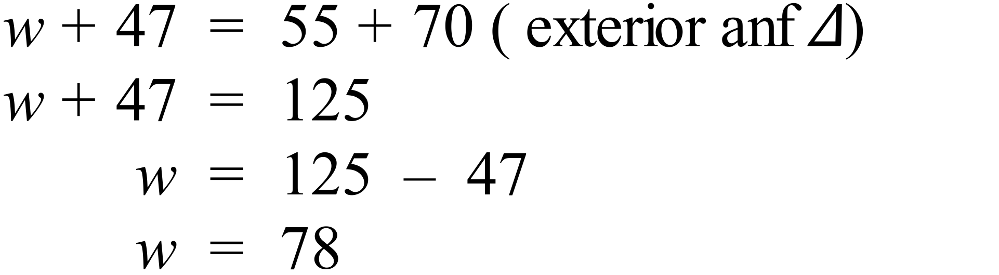 w + 47 = 55 + 70 ( exterior anf Δ)
w + 47 = 125
w = 125 − 47
w = 78